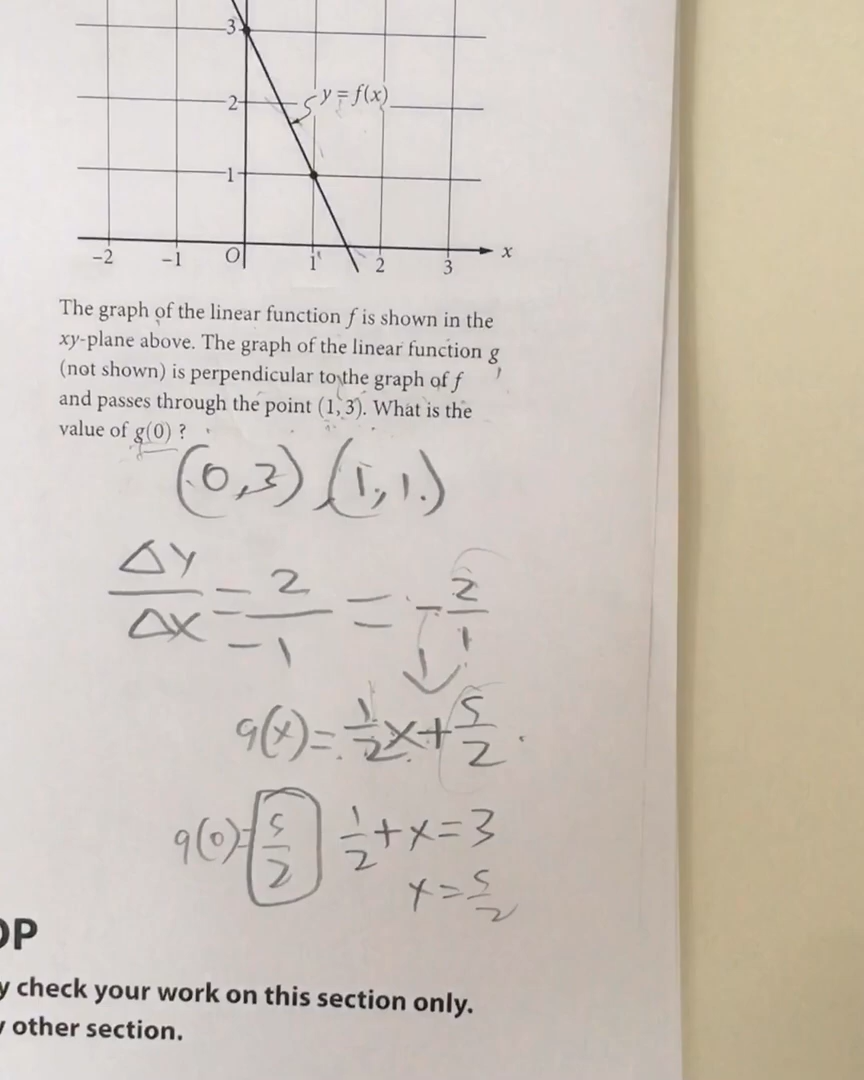 3
2
y = f(x)
1
-2 -1 O 1 2 3 x
The graph of the linear function f is shown in the
xy-plane above. The graph of the linear function g
(not shown) is perpendicular to the graph of f
and passes through the point (1, 3). What is the
value of g(0) ?
(0,3) (1,1)
Δy/Δx = 2/-1 = -2/1
g(x) = 1/2 x + 5/2
g(0) = 5/2 1/2 + x = 3
x = 5/2
OP
y check your work on this section only.
y other section.